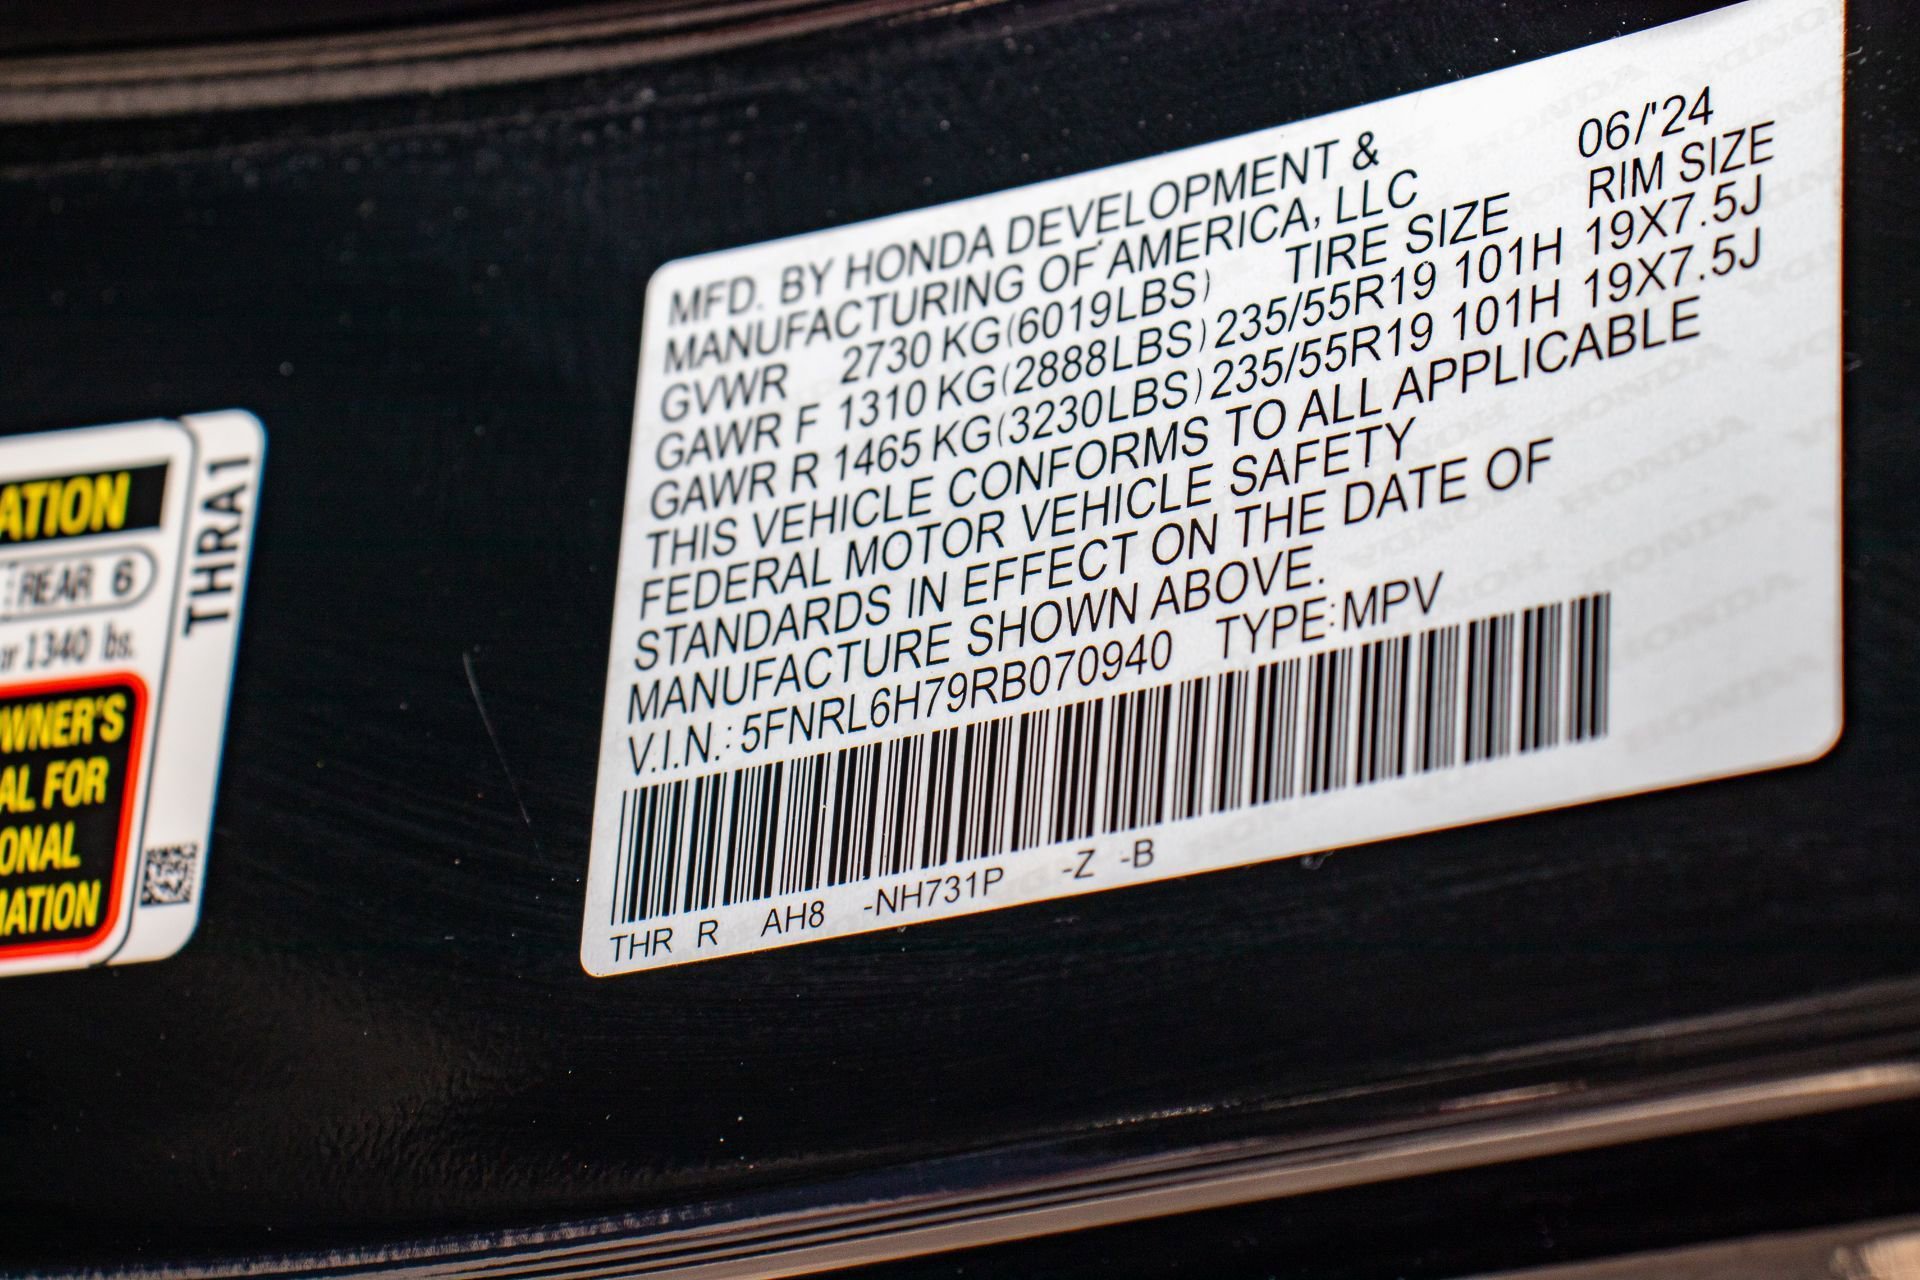 MFD. BY HONDA DEVELOPMENT & 06/'24
MANUFACTURING OF AMERICA, LLC RIM SIZE
GVWR 2730 KG(6019LBS) TIRE SIZE
GAWR F 1310 KG(2888LBS) 235/55R19 101H 19X7.5J
GAWR R 1465 KG(3230LBS) 235/55R19 101H 19X7.5J
THIS VEHICLE CONFORMS TO ALL APPLICABLE
FEDERAL MOTOR VEHICLE SAFETY
STANDARDS IN EFFECT ON THE DATE OF
MANUFACTURE SHOWN ABOVE.
V.I.N.: 5FNRL6H79RB070940 TYPE:MPV
THR R AH8 -NH731P -Z -B
ATION
REAR 6
or 1340 lbs.
WNER'S
AL FOR
ONAL
MATION
THRA1
HONDA